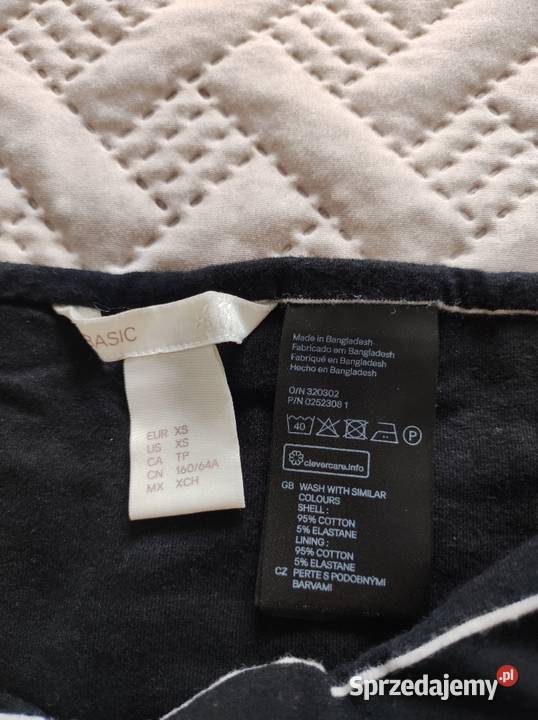 BASIC
EUR XS
US XS
CA TP
CN 160/64A
MX XCH
Made in Bangladesh
Fabricado em Bangladesh
Fabriqué en Bangladesh
Hecho en Bangladesh
O/N 320302
P/N 0252308 1
40 P
clevercare.info
GB WASH WITH SIMILAR
COLOURS
SHELL :
95% COTTON
5% ELASTANE
LINING :
95% COTTON
5% ELASTANE
CZ PERTE S PODOBNÝMI
BARVAMI
Sprzedajemy.pl